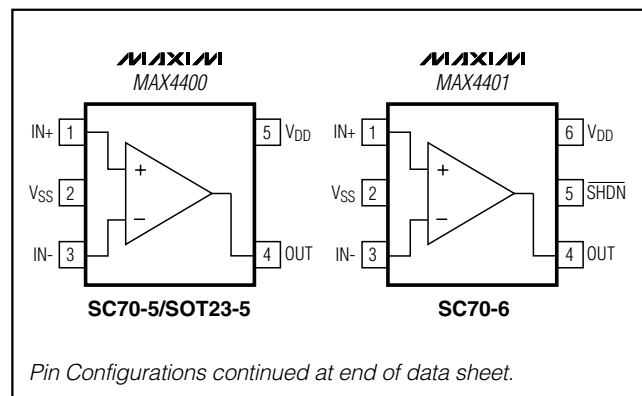 MAXIM
MAX4400
IN+ 1
5 VDD
VSS 2
IN- 3
4 OUT
+
−
SC70-5/SOT23-5
MAXIM
MAX4401
IN+ 1
6 VDD
VSS 2
5 SHDN
IN- 3
4 OUT
+
−
SC70-6
Pin Configurations continued at end of data sheet.